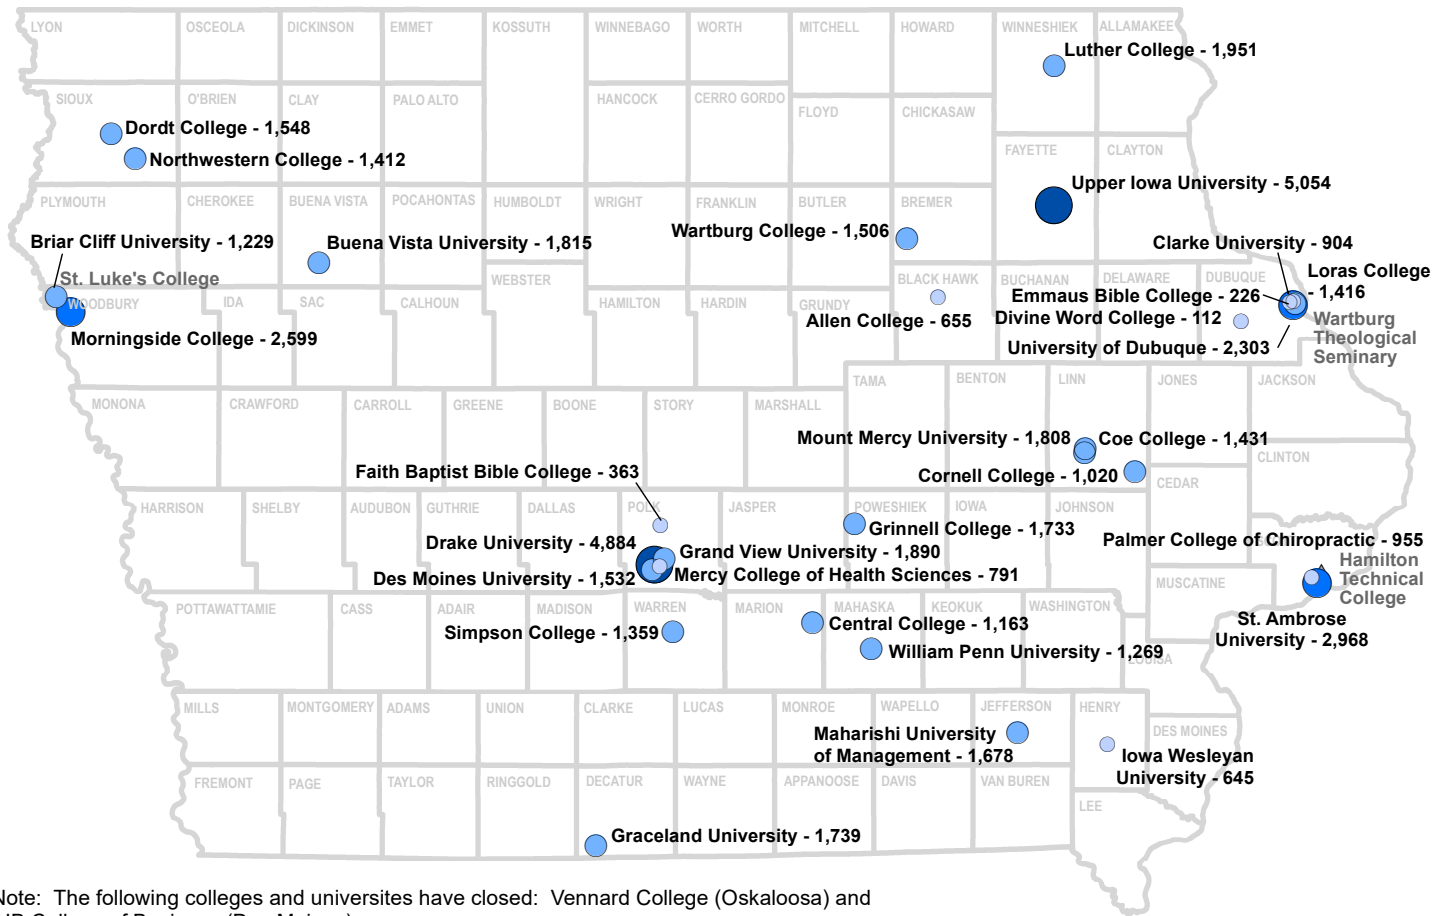 LYON
OSCEOLA
DICKINSON
EMMET
KOSSUTH
WINNEBAGO
WORTH
MITCHELL
HOWARD
WINNESHIEK
ALLAMAKEE
Luther College - 1,951
SIOUX
O'BRIEN
CLAY
PALO ALTO
HANCOCK
CERRO GORDO
FLOYD
CHICKASAW
Dordt College - 1,548
Northwestern College - 1,412
FAYETTE
CLAYTON
Upper Iowa University - 5,054
PLYMOUTH
CHEROKEE
BUENA VISTA
POCAHONTAS
HUMBOLDT
WRIGHT
FRANKLIN
BUTLER
BREMER
Wartburg College - 1,506
Briar Cliff University - 1,229
Buena Vista University - 1,815
Clarke University - 904
St. Luke's College
WEBSTER
BLACK HAWK
BUCHANAN
DELAWARE
DUBUQUE
Loras College
- 1,416
Emmaus Bible College - 226
WOODBURY
IDA
SAC
CALHOUN
HAMILTON
HARDIN
GRUNDY
Allen College - 655
Divine Word College - 112
Wartburg
Theological
Seminary
Morningside College - 2,599
University of Dubuque - 2,303
MONONA
CRAWFORD
CARROLL
GREENE
BOONE
STORY
MARSHALL
TAMA
BENTON
LINN
JONES
JACKSON
Mount Mercy University - 1,808
Coe College - 1,431
CLINTON
Faith Baptist Bible College - 363
Cornell College - 1,020
CEDAR
HARRISON
SHELBY
AUDUBON
GUTHRIE
DALLAS
POLK
JASPER
POWESHIEK
IOWA
JOHNSON
Grinnell College - 1,733
Drake University - 4,884
Grand View University - 1,890
Palmer College of Chiropractic - 955
Des Moines University - 1,532
Mercy College of Health Sciences - 791
Hamilton
Technical
College
MUSCATINE
POTTAWATTAMIE
CASS
ADAIR
MADISON
WARREN
MARION
MAHASKA
KEOKUK
WASHINGTON
Simpson College - 1,359
Central College - 1,163
St. Ambrose
University - 2,968
William Penn University - 1,269
LOUISA
MILLS
MONTGOMERY
ADAMS
UNION
CLARKE
LUCAS
MONROE
WAPELLO
JEFFERSON
HENRY
DES MOINES
Maharishi University
of Management - 1,678
Iowa Wesleyan
University - 645
FREMONT
PAGE
TAYLOR
RINGGOLD
DECATUR
WAYNE
APPANOOSE
DAVIS
VAN BUREN
LEE
Graceland University - 1,739
Note: The following colleges and universites have closed: Vennard College (Oskaloosa) and